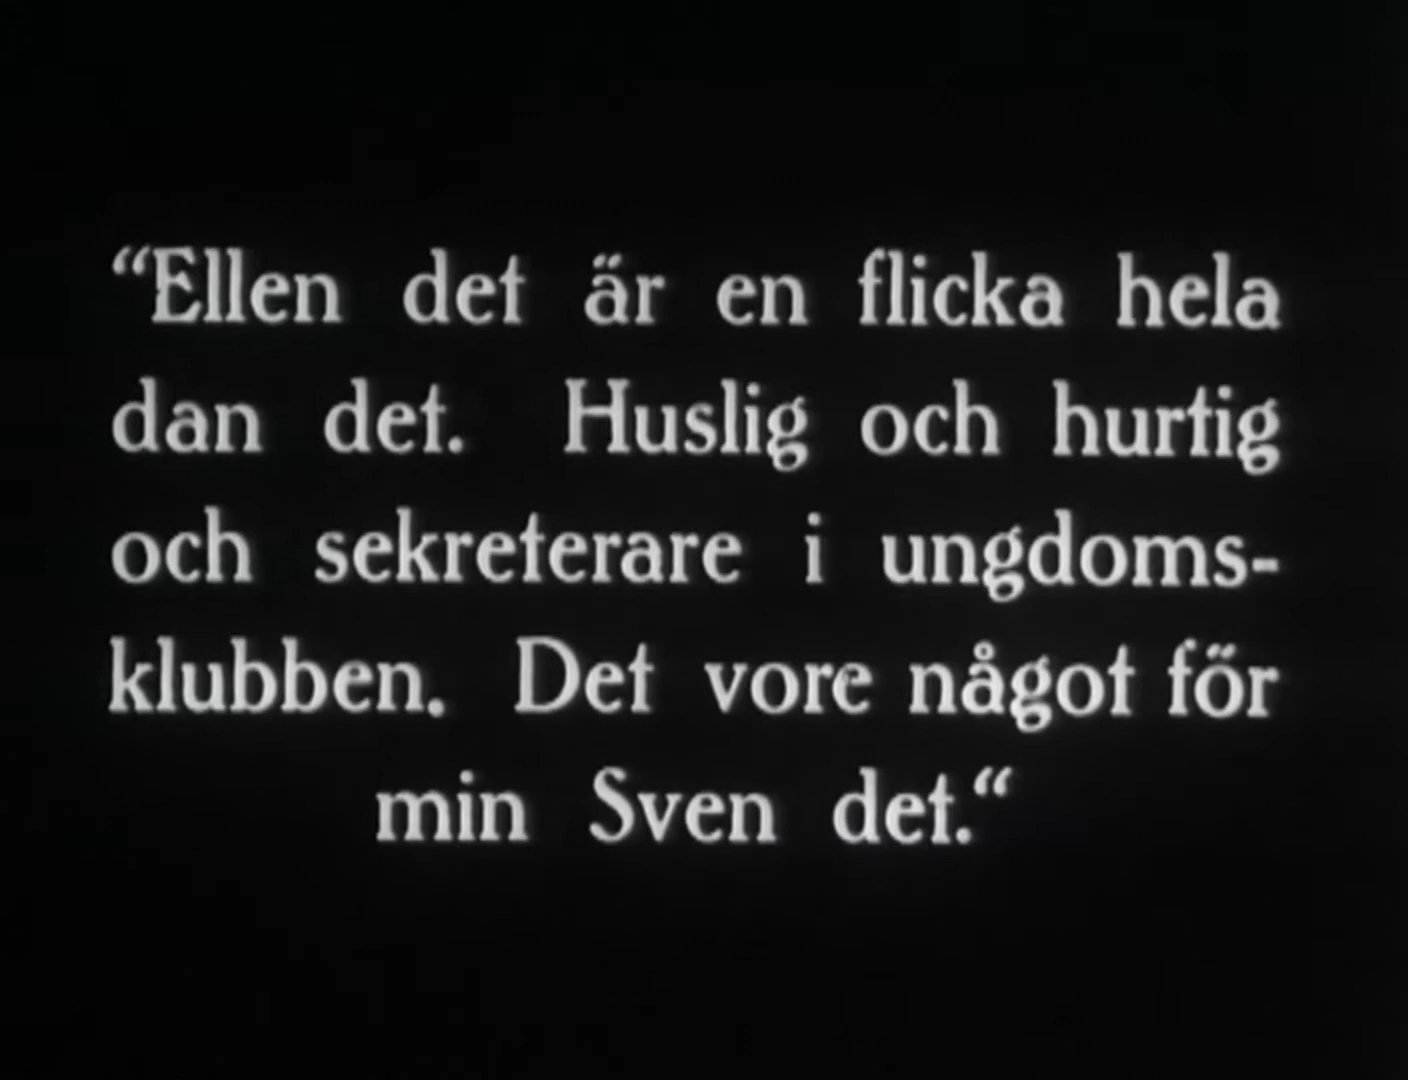 “Ellen det är en flicka hela
dan det. Huslig och hurtig
och sekreterare i ungdoms-
klubben. Det vore något för
min Sven det.“